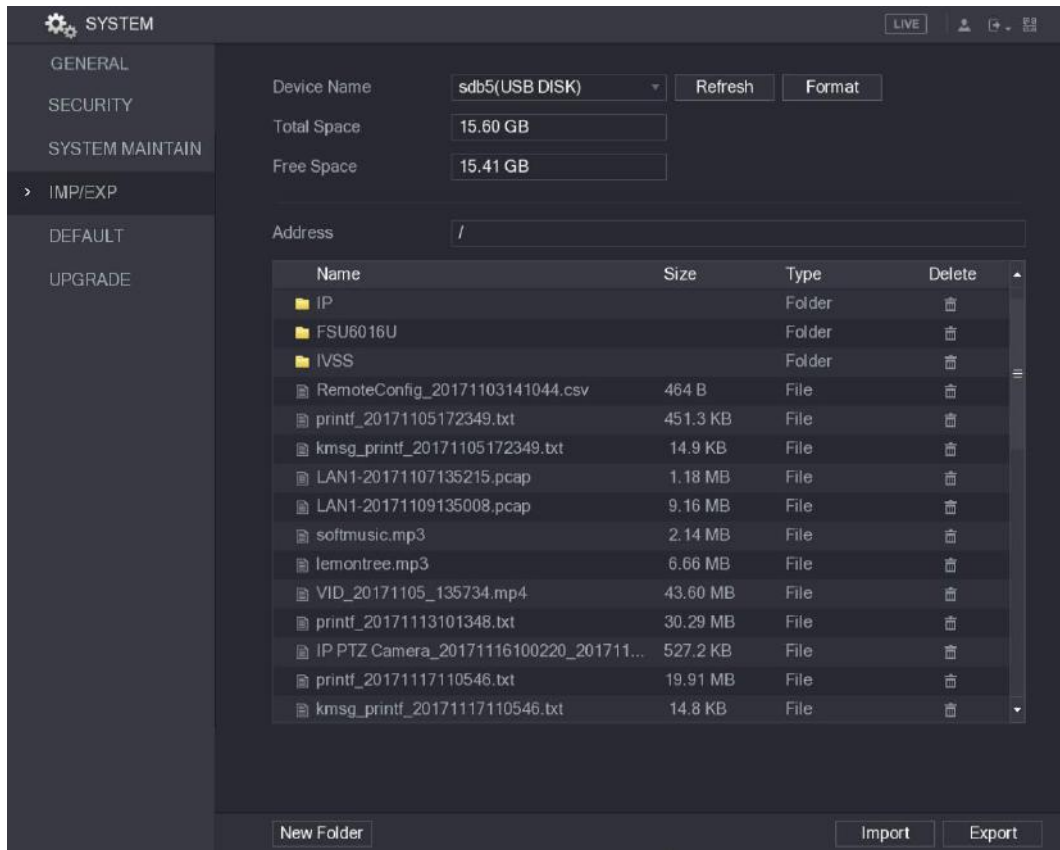 SYSTEM
LIVE
GENERAL
SECURITY
SYSTEM MAINTAIN
> IMP/EXP
DEFAULT
UPGRADE
Device Name sdb5(USB DISK) Refresh Format
Total Space 15.60 GB
Free Space 15.41 GB
Address /
Name Size Type Delete
IP Folder
FSU6016U Folder
IVSS Folder
RemoteConfig_20171103141044.csv 464 B File
printf_20171105172349.txt 451.3 KB File
kmsg_printf_20171105172349.txt 14.9 KB File
LAN1-20171107135215.pcap 1.18 MB File
LAN1-20171109135008.pcap 9.16 MB File
softmusic.mp3 2.14 MB File
lemontree.mp3 6.66 MB File
VID_20171105_135734.mp4 43.60 MB File
printf_20171113101348.txt 30.29 MB File
IP PTZ Camera_20171116100220_201711... 527.2 KB File
printf_20171117110546.txt 19.91 MB File
kmsg_printf_20171117110546.txt 14.8 KB File
New Folder Import Export